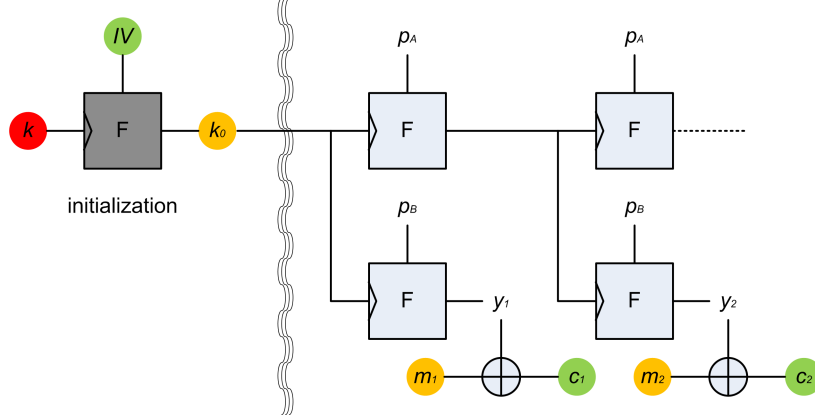 IV
pA
pA
k
F
k0
F
F
initialization
pB
pB
F
y1
F
y2
m1
c1
m2
c2